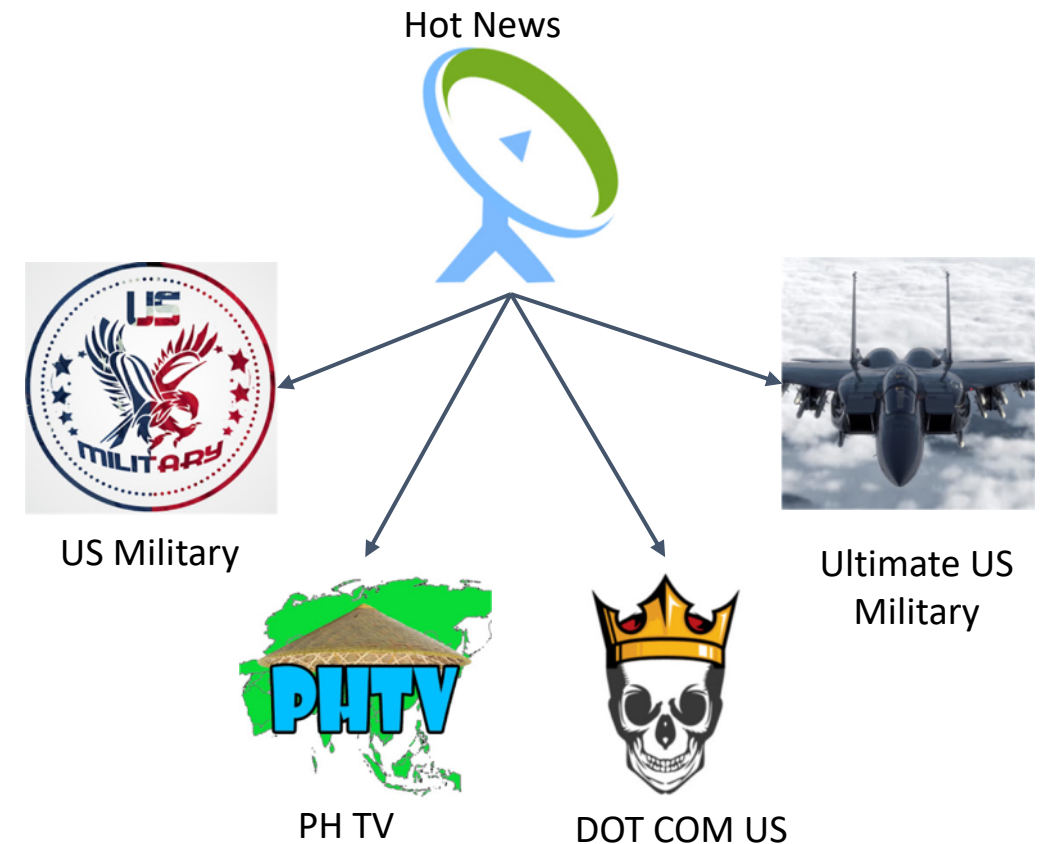 Hot News
US
MILITARY
US Military
Ultimate US
Military
PHTV
PH TV
DOT COM US